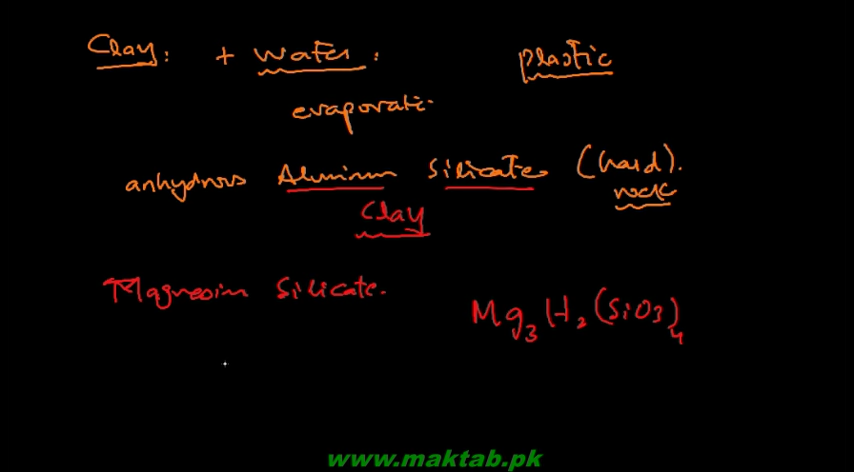 Clay: + Water. plastic
evaporati-
anhydrous Aluminum Silicates (hard).
rock
Clay
Magnesium Silicate.
Mg₃H₂(SiO₃)₄
www.maktab.pk